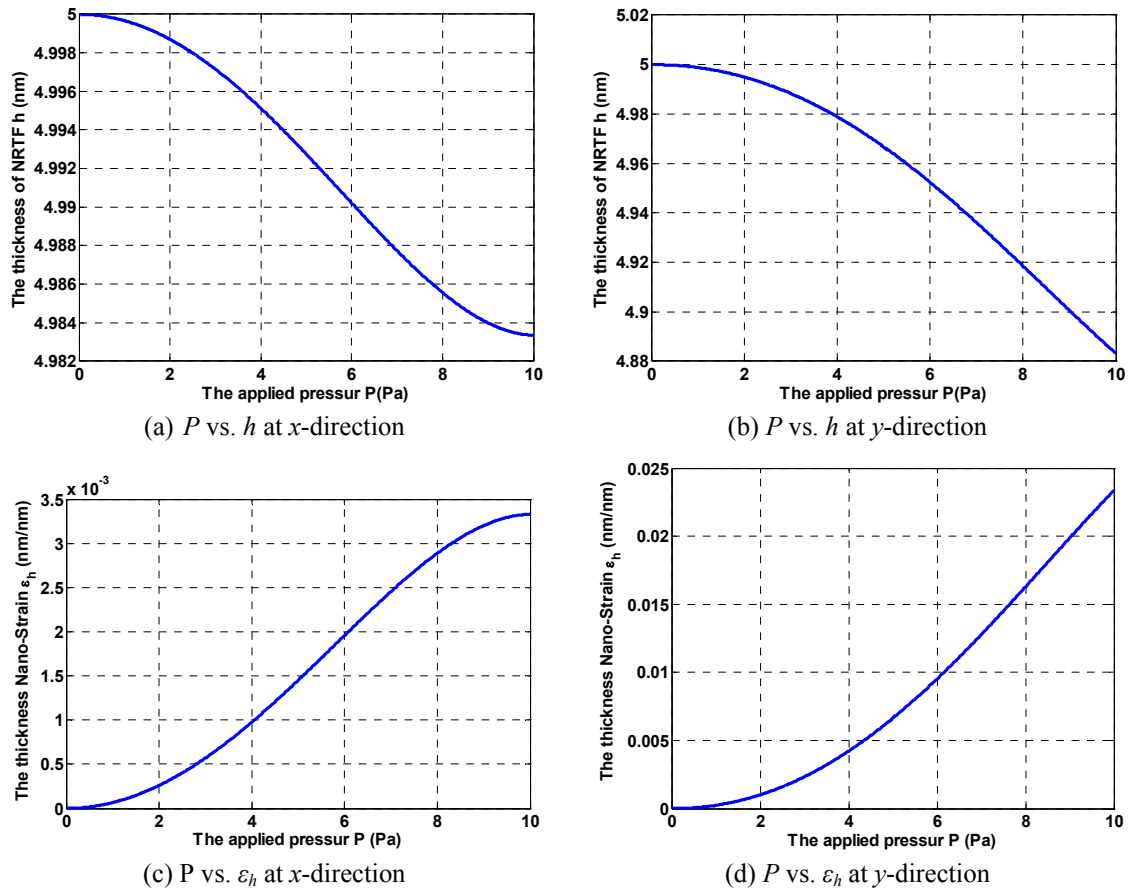 5
4.998
4.996
4.994
4.992
4.99
4.988
4.986
4.984
4.982
0 2 4 6 8 10
The thickness of NRTF h (nm)
The applied pressur P(Pa)
(a) P vs. h at x-direction
5.02
5
4.98
4.96
4.94
4.92
4.9
4.88
0 2 4 6 8 10
The thickness of NRTF h (nm)
The applied pressur P(Pa)
(b) P vs. h at y-direction
x 10⁻³
3.5
3
2.5
2
1.5
1
0.5
0
0 2 4 6 8 10
The thickness Nano-Strain ε_h (nm/nm)
The applied pressur P (Pa)
(c) P vs. ε_h at x-direction
0.025
0.02
0.015
0.01
0.005
0
0 2 4 6 8 10
The thickness Nano-Strain ε_h (nm/nm)
The applied pressur P (Pa)
(d) P vs. ε_h at y-direction